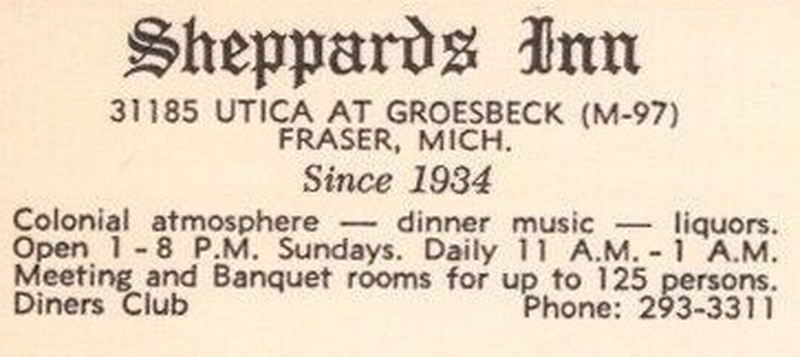 Sheppards Inn
31185 UTICA AT GROESBECK (M-97)
FRASER, MICH.
Since 1934
Colonial atmosphere — dinner music — liquors.
Open 1 - 8 P.M. Sundays. Daily 11 A.M. - 1 A.M.
Meeting and Banquet rooms for up to 125 persons.
Diners Club Phone: 293-3311